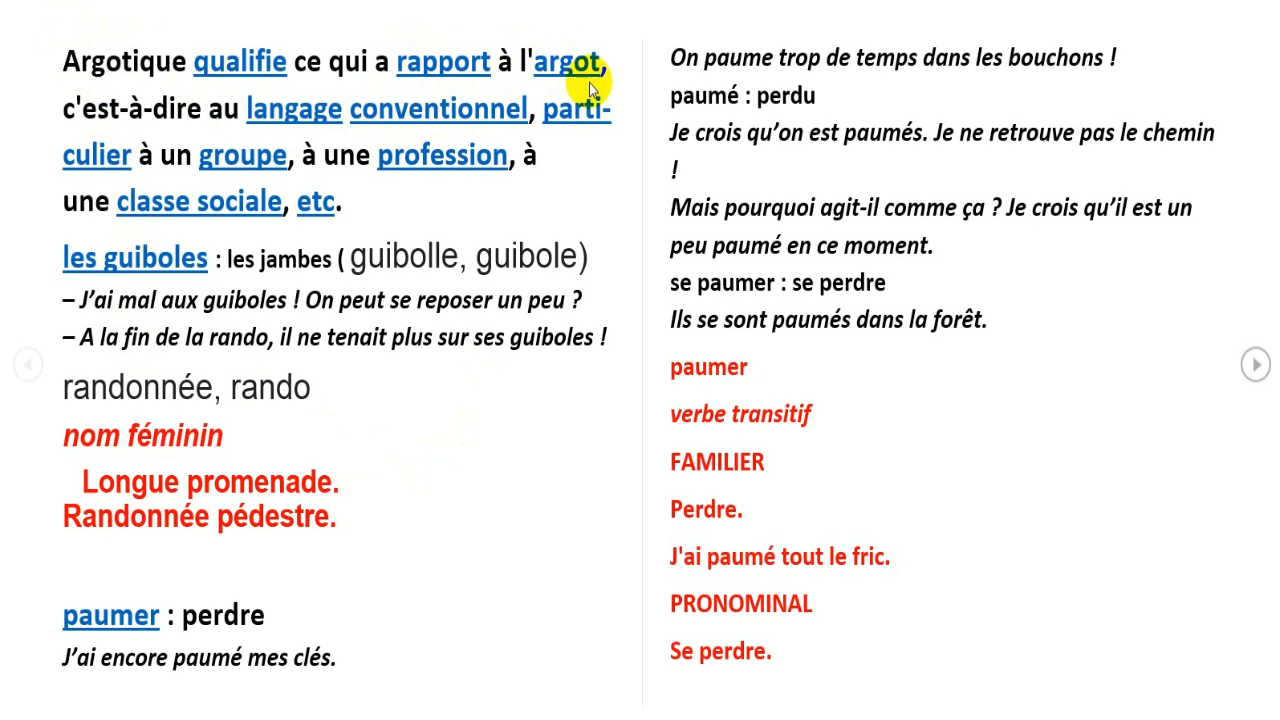 Argotique qualifie ce qui a rapport à l'argot,
c'est-à-dire au langage conventionnel, parti-
culier à un groupe, à une profession, à
une classe sociale, etc.
les guiboles : les jambes ( guibolle, guibole)
– J’ai mal aux guiboles ! On peut se reposer un peu ?
– A la fin de la rando, il ne tenait plus sur ses guiboles !
randonnée, rando
nom féminin
Longue promenade.
Randonnée pédestre.
paumer : perdre
J’ai encore paumé mes clés.
On paume trop de temps dans les bouchons !
paumé : perdu
Je crois qu’on est paumés. Je ne retrouve pas le chemin
!
Mais pourquoi agit-il comme ça ? Je crois qu’il est un
peu paumé en ce moment.
se paumer : se perdre
Ils se sont paumés dans la forêt.
paumer
verbe transitif
FAMILIER
Perdre.
J'ai paumé tout le fric.
PRONOMINAL
Se perdre.